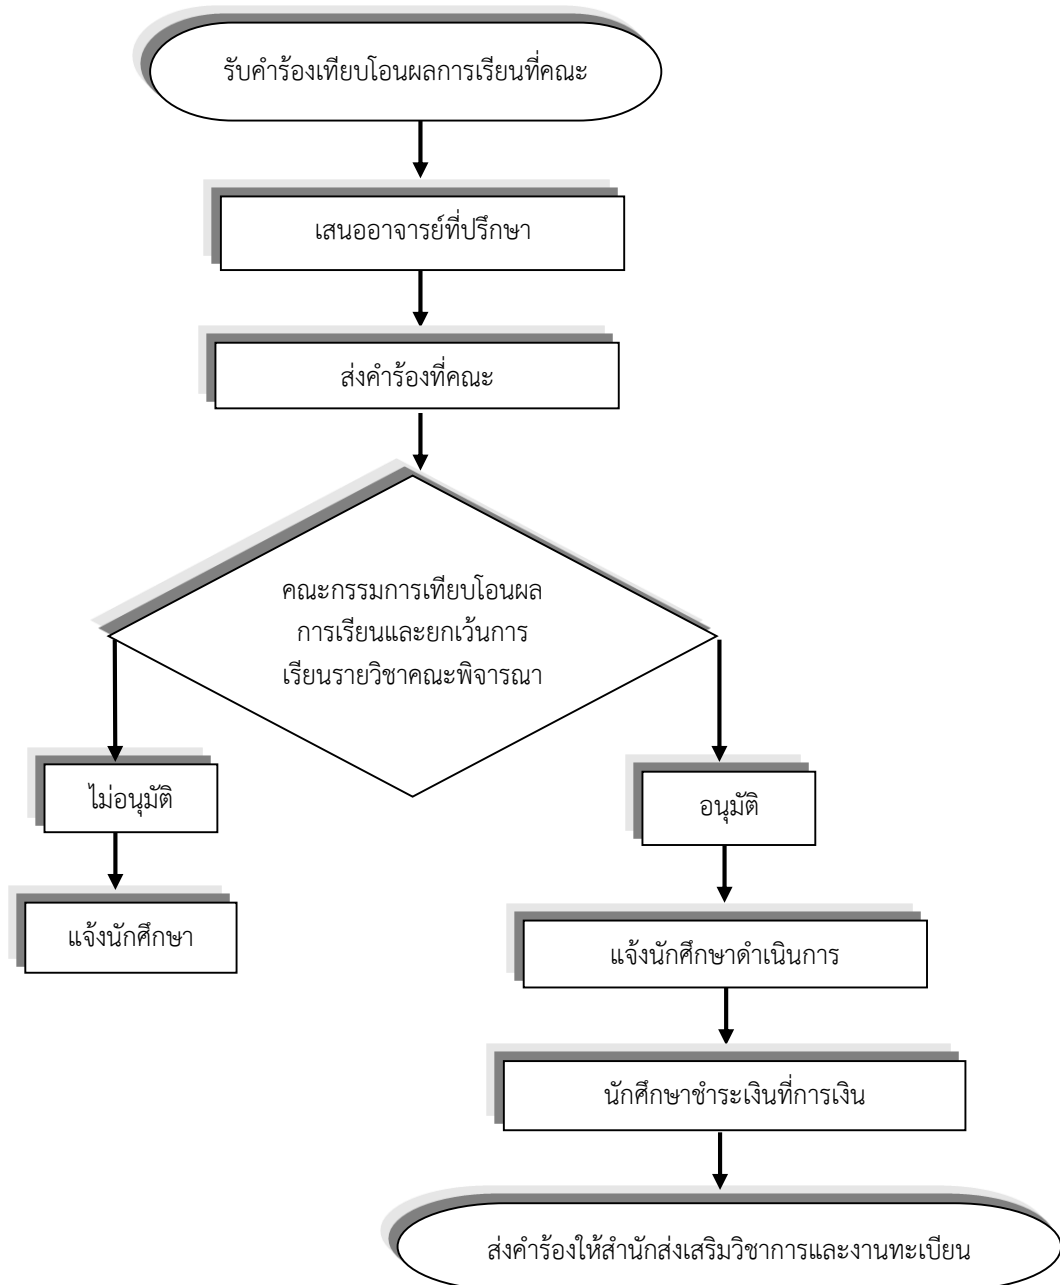 รับคำร้องเทียบโอนผลการเรียนที่คณะ
เสนออาจารย์ที่ปรึกษา
ส่งคำร้องที่คณะ
คณะกรรมการเทียบโอนผล
การเรียนและยกเว้นการ
เรียนรายวิชาคณะพิจารณา
ไม่อนุมัติ
แจ้งนักศึกษา
อนุมัติ
แจ้งนักศึกษาดำเนินการ
นักศึกษาชำระเงินที่การเงิน
ส่งคำร้องให้สำนักส่งเสริมวิชาการและงานทะเบียน